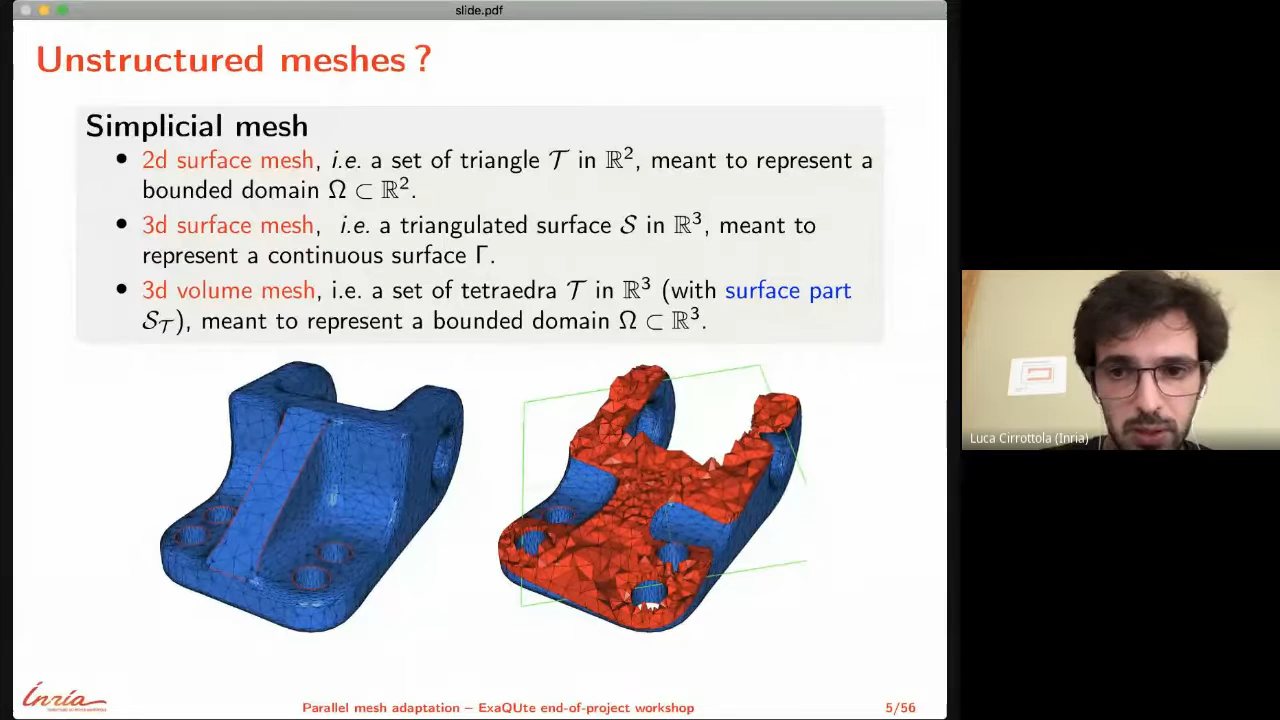 slide.pdf
Unstructured meshes ?
Simplicial mesh
• 2d surface mesh, i.e. a set of triangle 𝒯 in ℝ², meant to represent a
bounded domain Ω ⊂ ℝ².
• 3d surface mesh, i.e. a triangulated surface 𝒮 in ℝ³, meant to
represent a continuous surface Γ.
• 3d volume mesh, i.e. a set of tetraedra 𝒯 in ℝ³ (with surface part
𝒮_𝒯), meant to represent a bounded domain Ω ⊂ ℝ³.
Luca Cirrottola (Inria)
Inria
Parallel mesh adaptation – ExaQUte end-of-project workshop
5/56